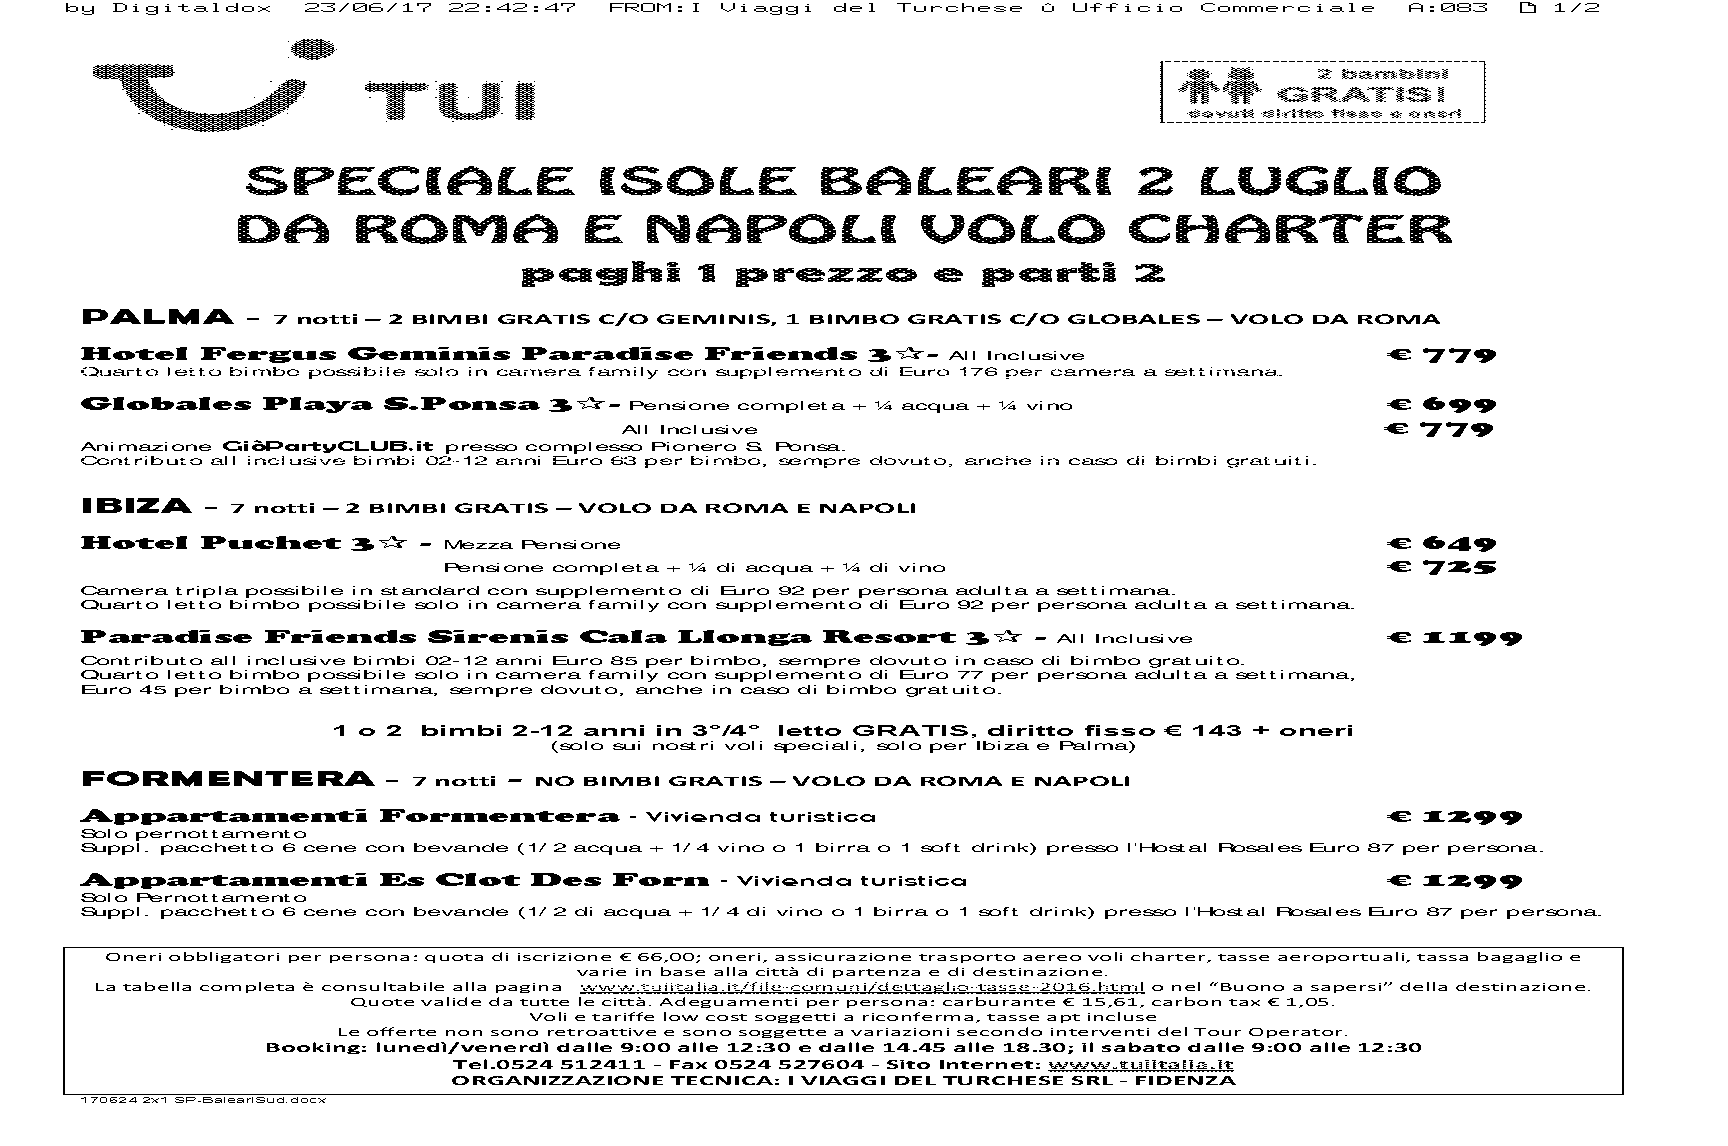 by Digitaldox  23/06/17 22:42:47  FROM:I Viaggi del Turchese û Ufficio Commerciale  A:083  1/2
TUI
2 bambini
GRATIS!
dovuti diritto fisso e oneri
SPECIALE ISOLE BALEARI 2 LUGLIO
DA ROMA E NAPOLI VOLO CHARTER
paghi 1 prezzo e parti 2
PALMA – 7 notti – 2 BIMBI GRATIS C/O GEMINIS, 1 BIMBO GRATIS C/O GLOBALES – VOLO DA ROMA
Hotel Fergus Geminis Paradise Friends 3☆- All Inclusive € 779
Quarto letto bimbo possibile solo in camera family con supplemento di Euro 176 per camera a settimana.
Globales Playa S.Ponsa 3☆- Pensione completa + ¼ acqua + ¼ vino € 699
All Inclusive € 779
Animazione GiòPartyCLUB.it presso complesso Pionero S. Ponsa.
Contributo all inclusive bimbi 02-12 anni Euro 63 per bimbo, sempre dovuto, anche in caso di bimbi gratuiti.
IBIZA – 7 notti – 2 BIMBI GRATIS – VOLO DA ROMA E NAPOLI
Hotel Puchet 3☆ - Mezza Pensione € 649
Pensione completa + ¼ di acqua + ¼ di vino € 725
Camera tripla possibile in standard con supplemento di Euro 92 per persona adulta a settimana.
Quarto letto bimbo possibile solo in camera family con supplemento di Euro 92 per persona adulta a settimana.
Paradise Friends Sirenis Cala Llonga Resort 3☆ - All Inclusive € 1199
Contributo all inclusive bimbi 02-12 anni Euro 85 per bimbo, sempre dovuto in caso di bimbo gratuito.
Quarto letto bimbo possibile solo in camera family con supplemento di Euro 77 per persona adulta a settimana,
Euro 45 per bimbo a settimana, sempre dovuto, anche in caso di bimbo gratuito.
1 o 2  bimbi 2-12 anni in 3°/4°  letto GRATIS, diritto fisso € 143 + oneri
(solo sui nostri voli speciali, solo per Ibiza e Palma)
FORMENTERA – 7 notti – NO BIMBI GRATIS – VOLO DA ROMA E NAPOLI
Appartamenti Formentera - Vivienda turistica € 1299
Solo pernottamento
Suppl. pacchetto 6 cene con bevande (1/2 acqua + 1/4 vino o 1 birra o 1 soft drink) presso l'Hostal Rosales Euro 87 per persona.
Appartamenti Es Clot Des Forn - Vivienda turistica € 1299
Solo Pernottamento
Suppl. pacchetto 6 cene con bevande (1/2 di acqua + 1/4 di vino o 1 birra o 1 soft drink) presso l'Hostal Rosales Euro 87 per persona.
Oneri obbligatori per persona: quota di iscrizione € 66,00; oneri, assicurazione trasporto aereo voli charter, tasse aeroportuali, tassa bagaglio e
varie in base alla città di partenza e di destinazione.
La tabella completa è consultabile alla pagina  www.tuiitalia.it/file-comuni/dettaglio-tasse-2016.html o nel “Buono a sapersi” della destinazione.
Quote valide da tutte le città. Adeguamenti per persona: carburante € 15,61, carbon tax € 1,05.
Voli e tariffe low cost soggetti a riconferma, tasse apt incluse
Le offerte non sono retroattive e sono soggette a variazioni secondo interventi del Tour Operator.
Booking: lunedì/venerdì dalle 9:00 alle 12:30 e dalle 14.45 alle 18.30; il sabato dalle 9:00 alle 12:30
Tel.0524 512411 - Fax 0524 527604 - Sito Internet: www.tuiitalia.it
ORGANIZZAZIONE TECNICA: I VIAGGI DEL TURCHESE SRL - FIDENZA
170624 2x1 SP-BaleariSud.docx